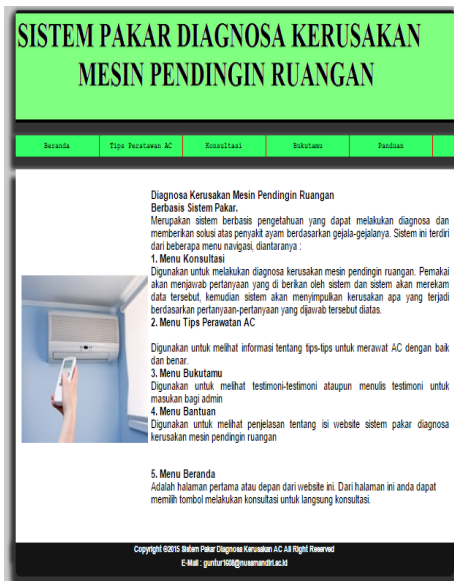 SISTEM PAKAR DIAGNOSA KERUSAKAN
MESIN PENDINGIN RUANGAN
Beranda
Tips Peratawan AC
Konsultasi
Bukutamu
Panduan
Diagnosa Kerusakan Mesin Pendingin Ruangan
Berbasis Sistem Pakar.
Merupakan sistem berbasis pengetahuan yang dapat melakukan diagnosa dan
memberikan solusi atas penyakit ayam berdasarkan gejala-gejalanya. Sistem ini terdiri
dari beberapa menu navigasi, diantaranya :
1. Menu Konsultasi
Digunakan untuk melakukan diagnosa kerusakan mesin pendingin ruangan. Pemakai
akan menjawab pertanyaan yang di berikan oleh sistem dan sistem akan merekam
data tersebut, kemudian sistem akan menyimpulkan kerusakan apa yang terjadi
berdasarkan pertanyaan-pertanyaan yang dijawab tersebut diatas.
2. Menu Tips Perawatan AC
Digunakan untuk melihat informasi tentang tips-tips untuk merawat AC dengan baik
dan benar.
3. Menu Bukutamu
Digunakan untuk melihat testimoni-testimoni ataupun menulis testimoni untuk
masukan bagi admin
4. Menu Bantuan
Digunakan untuk melihat penjelasan tentang isi website sistem pakar diagnosa
kerusakan mesin pendingin ruangan
5. Menu Beranda
Adalah halaman pertama atau depan dari website ini. Dari halaman ini anda dapat
memilih tombol melakukan konsultasi untuk langsung konsultasi.
Copyright ©2015 Sistem Pakar Diagnosa Kerusakan AC All Right Reserved
E-Mail : guntur1608@nusamandiri.ac.id